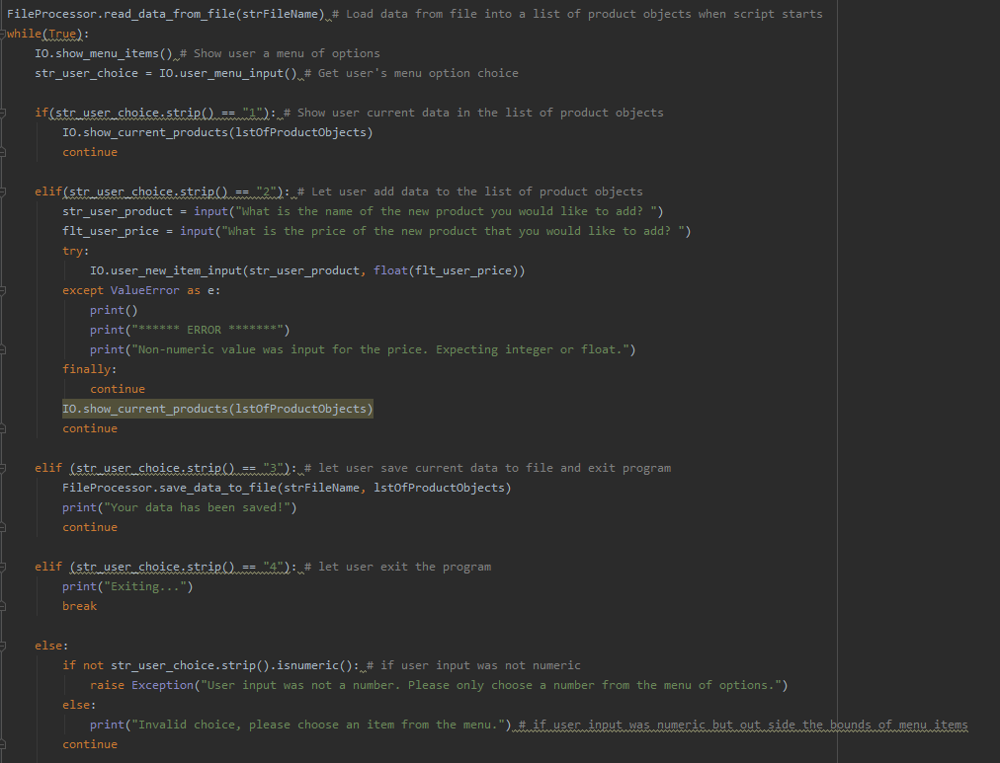 FileProcessor.read_data_from_file(strFileName) # Load data from file into a list of product objects when script starts
while(True):
    IO.show_menu_items() # Show user a menu of options
    str_user_choice = IO.user_menu_input() # Get user's menu option choice

    if(str_user_choice.strip() == "1"): # Show user current data in the list of product objects
        IO.show_current_products(lstOfProductObjects)
        continue

    elif(str_user_choice.strip() == "2"): # Let user add data to the list of product objects
        str_user_product = input("What is the name of the new product you would like to add? ")
        flt_user_price = input("What is the price of the new product that you would like to add? ")
        try:
            IO.user_new_item_input(str_user_product, float(flt_user_price))
        except ValueError as e:
            print()
            print("****** ERROR *******")
            print("Non-numeric value was input for the price. Expecting integer or float.")
        finally:
            continue
        IO.show_current_products(lstOfProductObjects)
        continue

    elif (str_user_choice.strip() == "3"): # let user save current data to file and exit program
        FileProcessor.save_data_to_file(strFileName, lstOfProductObjects)
        print("Your data has been saved!")
        continue

    elif (str_user_choice.strip() == "4"): # let user exit the program
        print("Exiting...")
        break

    else:
        if not str_user_choice.strip().isnumeric(): # if user input was not numeric
            raise Exception("User input was not a number. Please only choose a number from the menu of options.")
        else:
            print("Invalid choice, please choose an item from the menu.") # if user input was numeric but out side the bounds of menu items
        continue